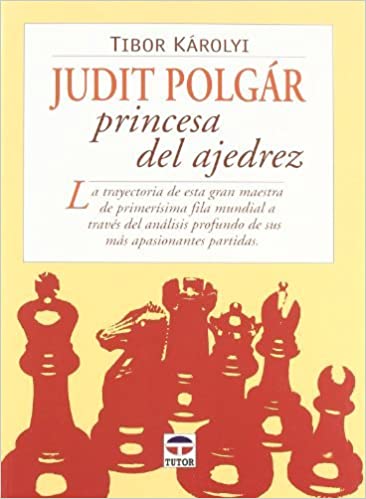 TIBOR KÁROLYI
JUDIT POLGÁR
princesa
del ajedrez
La trayectoria de esta gran maestra
de primerísima fila mundial a
través del análisis profundo de sus
más apasionantes partidas.
TUTOR